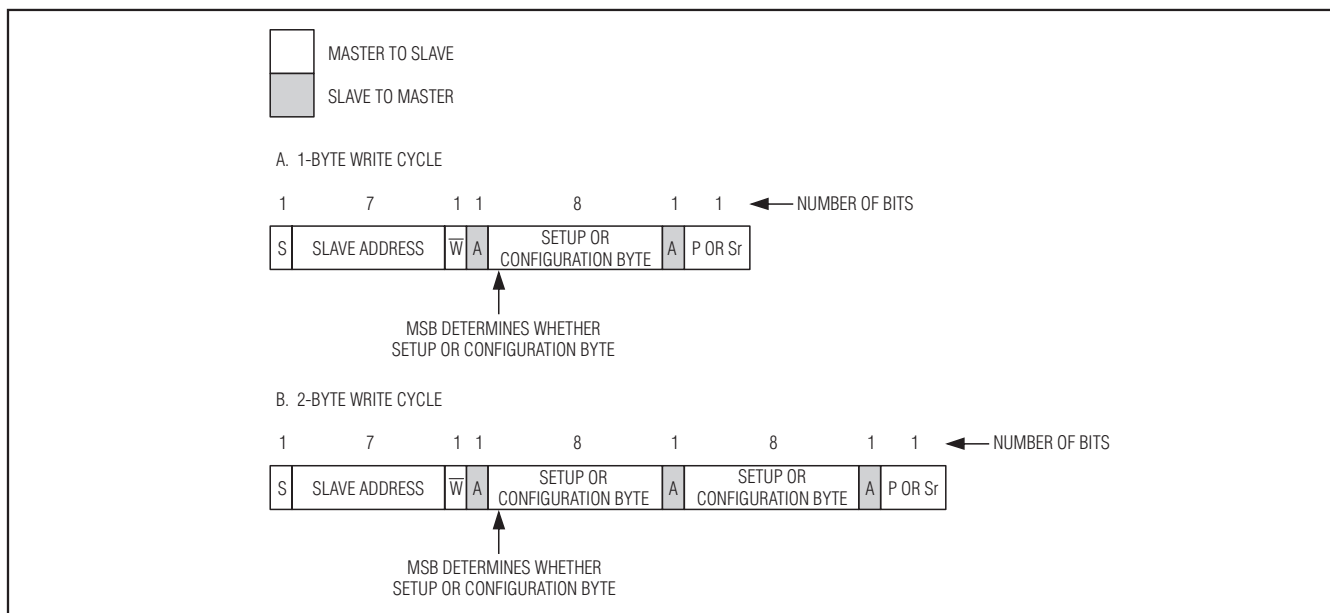 MASTER TO SLAVE
SLAVE TO MASTER
A. 1-BYTE WRITE CYCLE
1 7 1 1 8 1 1 NUMBER OF BITS
S SLAVE ADDRESS W̅ A SETUP OR CONFIGURATION BYTE A P OR Sr
MSB DETERMINES WHETHER
SETUP OR CONFIGURATION BYTE
B. 2-BYTE WRITE CYCLE
1 7 1 1 8 1 8 1 1 NUMBER OF BITS
S SLAVE ADDRESS W̅ A SETUP OR CONFIGURATION BYTE A SETUP OR CONFIGURATION BYTE A P OR Sr
MSB DETERMINES WHETHER
SETUP OR CONFIGURATION BYTE